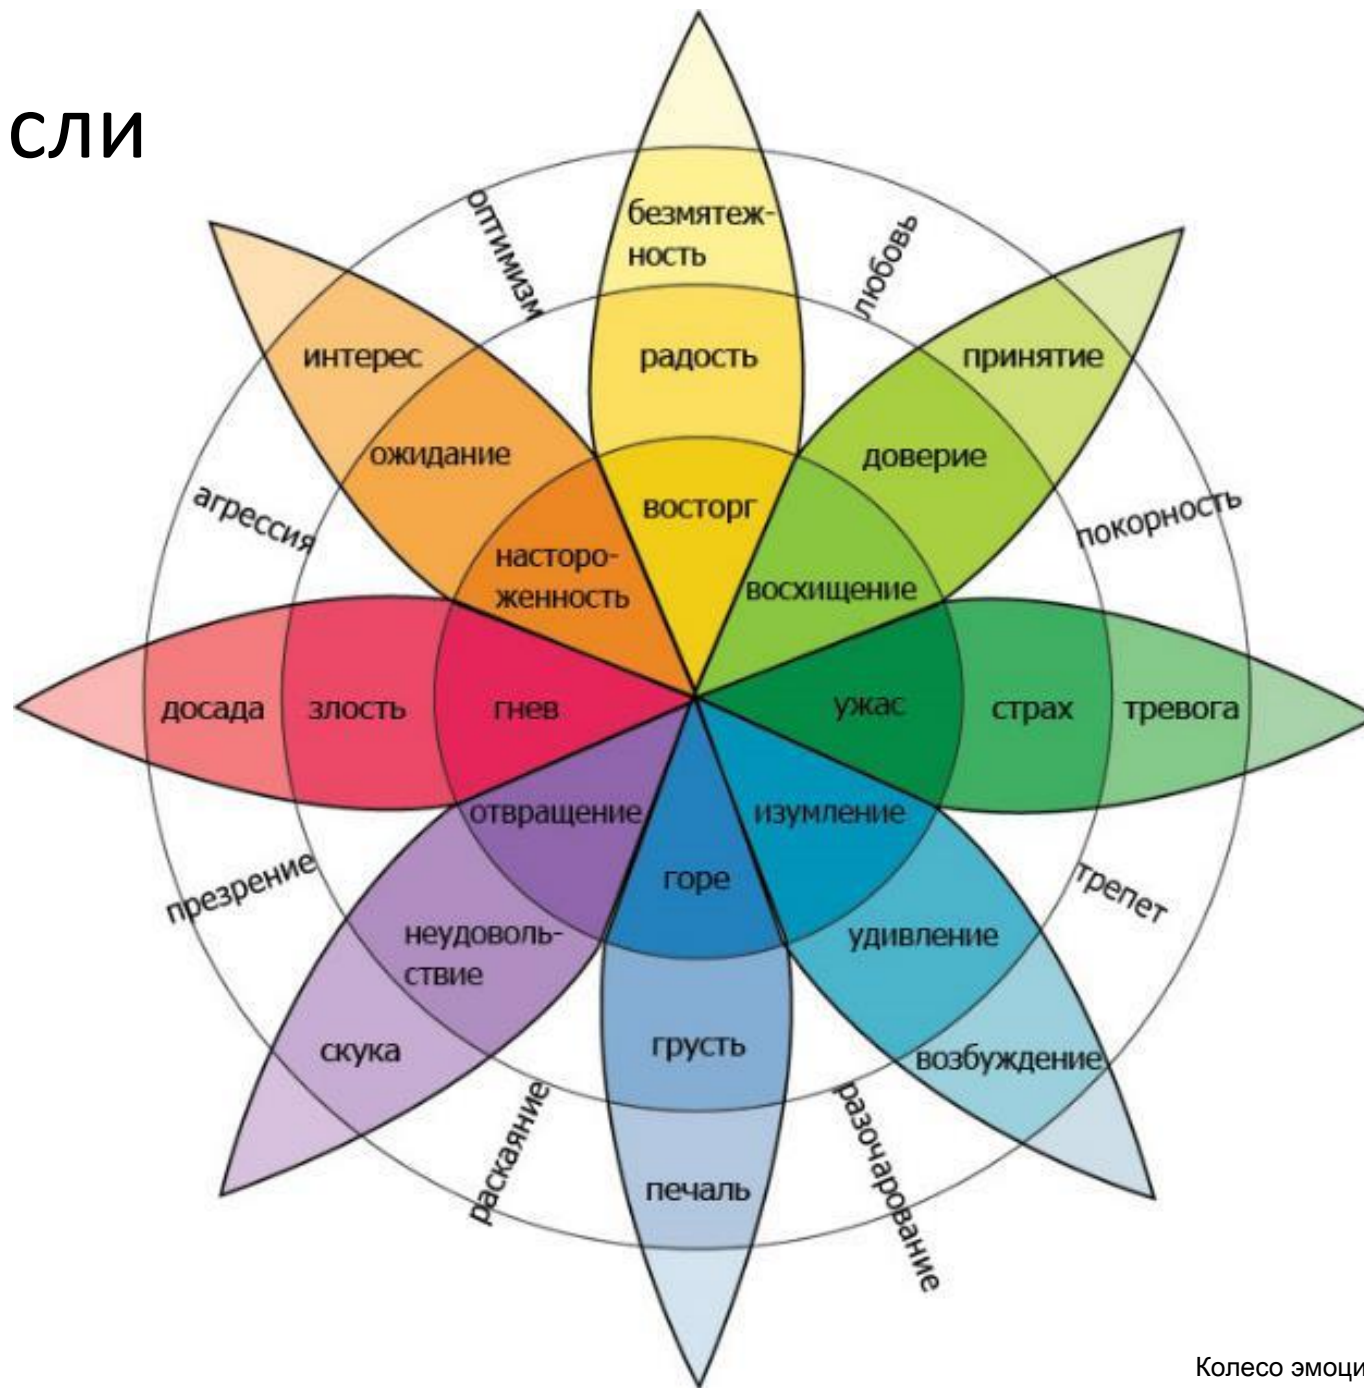 сли
оптимизм
безмятеж-
ность
любовь
интерес
радость
принятие
ожидание
доверие
агрессия
насторо-
женность
восторг
восхищение
покорность
досада
злость
гнев
ужас
страх
тревога
отвращение
изумление
презрение
горе
трепет
неудоволь-
ствие
удивление
скука
грусть
возбуждение
раскаяние
печаль
разочарование
Колесо эмоци